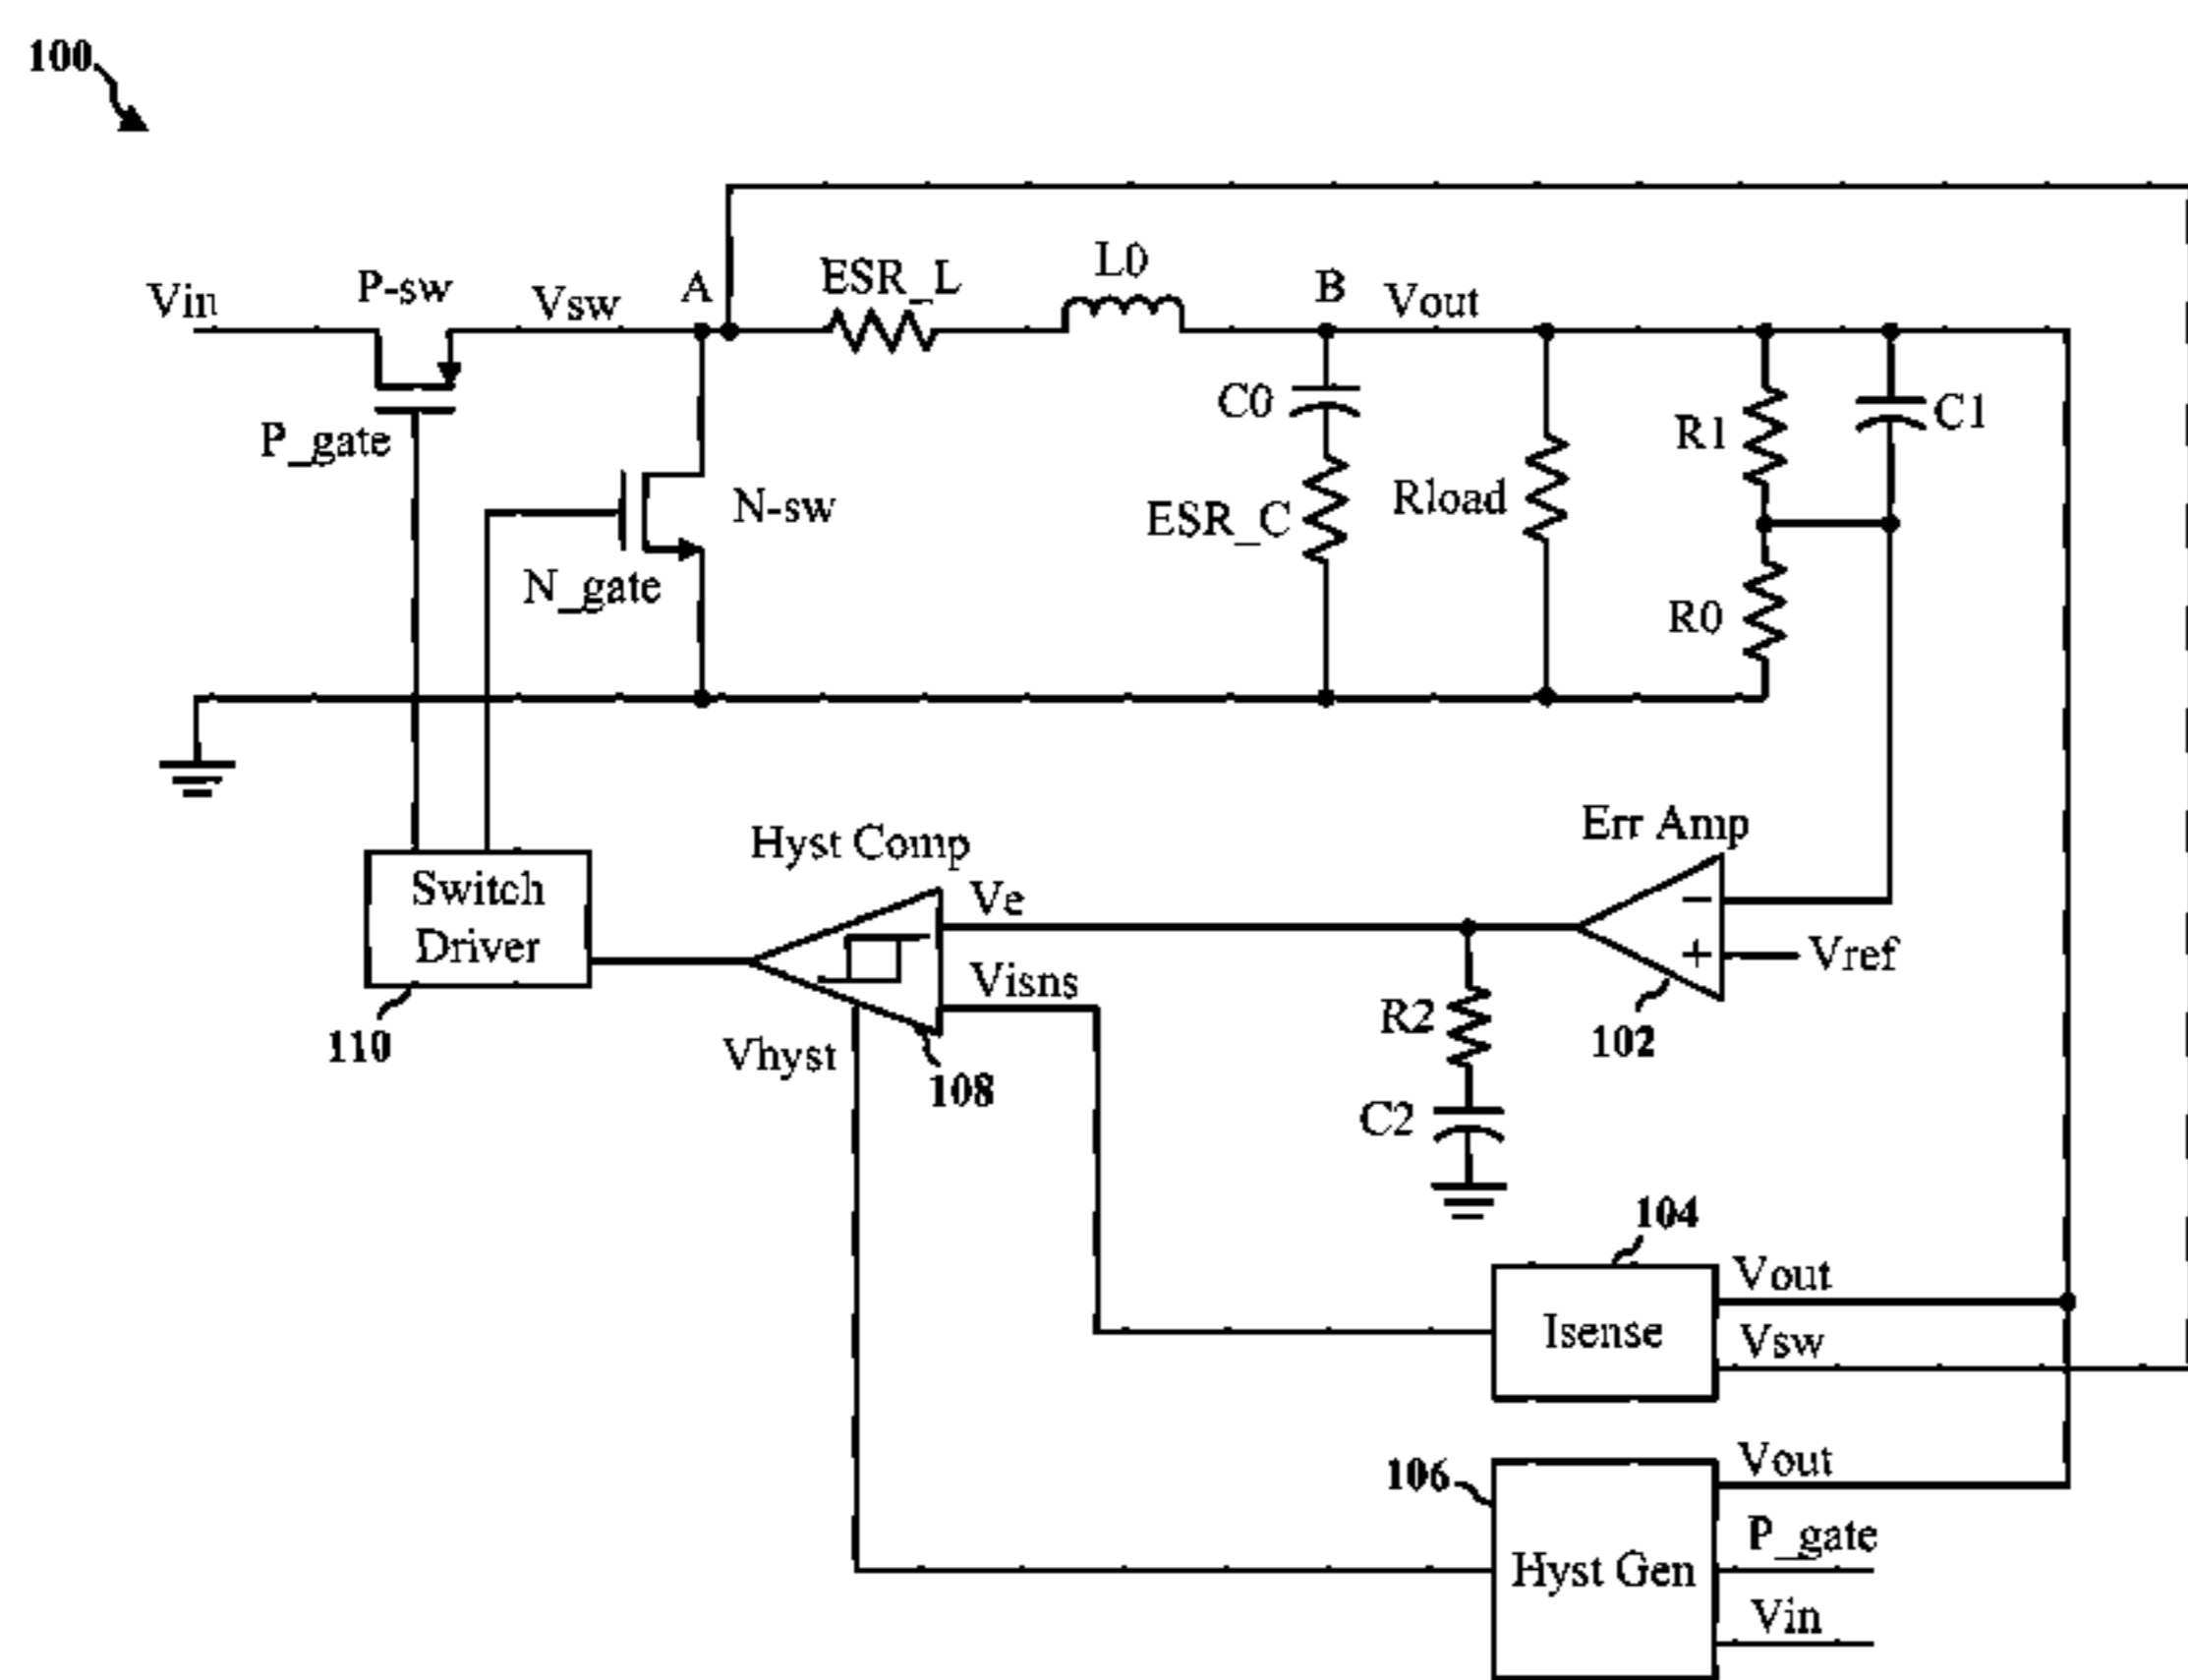 100
Vin
P-sw
Vsw
A
ESR_L
L0
B
Vout
P_gate
N-sw
N_gate
C0
ESR_C
Rload
R1
C1
R0
Switch
Driver
110
Hyst Comp
Ve
Visns
Vhyst
108
Err Amp
−
+
Vref
102
R2
C2
104
Isense
Vout
Vsw
106
Hyst Gen
Vout
P_gate
Vin